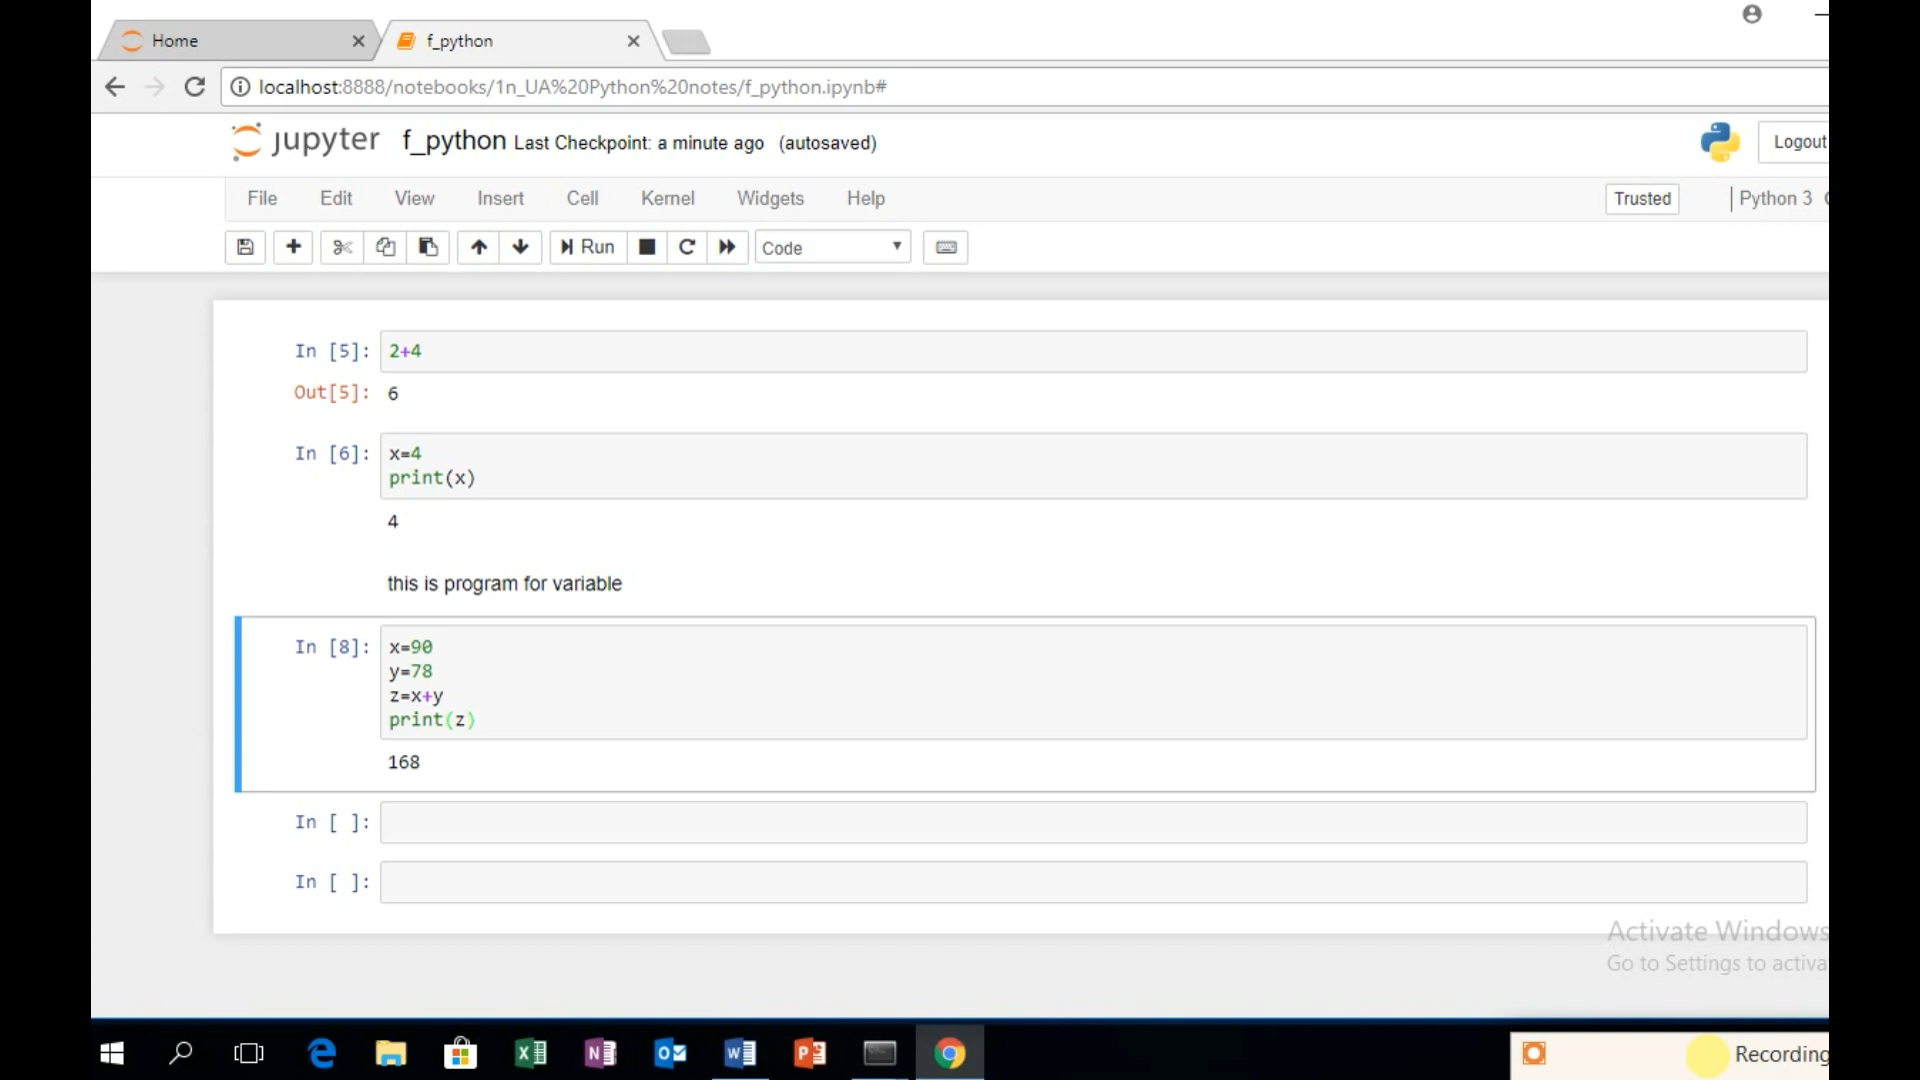 Home
f_python
localhost:8888/notebooks/1n_UA%20Python%20notes/f_python.ipynb#
jupyter f_python Last Checkpoint: a minute ago (autosaved)
Logout
File Edit View Insert Cell Kernel Widgets Help
Trusted
Python 3
Run
Code
In [5]: 2+4
Out[5]: 6
In [6]: x=4
print(x)
4
this is program for variable
In [8]: x=90
y=78
z=x+y
print(z)
168
In [ ]:
In [ ]:
Activate Windows
Go to Settings to activa
Recording